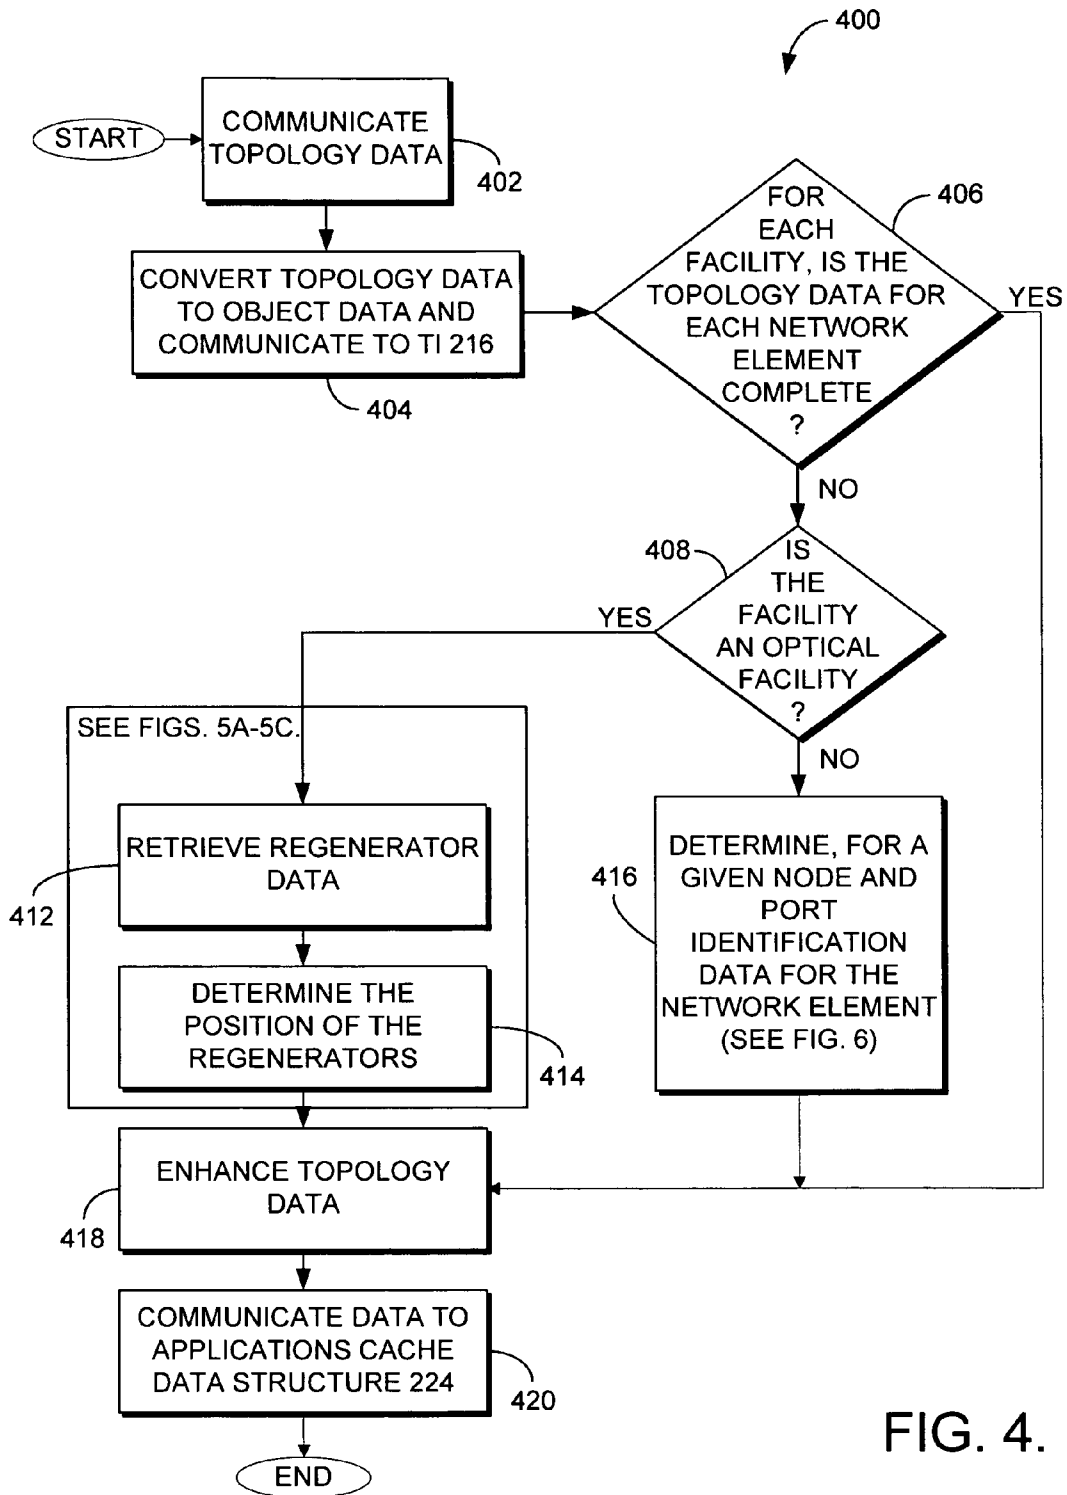 400
START
COMMUNICATE
TOPOLOGY DATA
402
CONVERT TOPOLOGY DATA
TO OBJECT DATA AND
COMMUNICATE TO TI 216
404
FOR
EACH
FACILITY, IS THE
TOPOLOGY DATA FOR
EACH NETWORK
ELEMENT
COMPLETE
?
406
YES
NO
408
IS
THE
FACILITY
AN OPTICAL
FACILITY
?
YES
NO
SEE FIGS. 5A-5C.
RETRIEVE REGENERATOR
DATA
412
DETERMINE THE
POSITION OF THE
REGENERATORS
414
416
DETERMINE, FOR A
GIVEN NODE AND
PORT
IDENTIFICATION
DATA FOR THE
NETWORK ELEMENT
(SEE FIG. 6)
ENHANCE TOPOLOGY
DATA
418
COMMUNICATE DATA TO
APPLICATIONS CACHE
DATA STRUCTURE 224
420
END
FIG. 4.